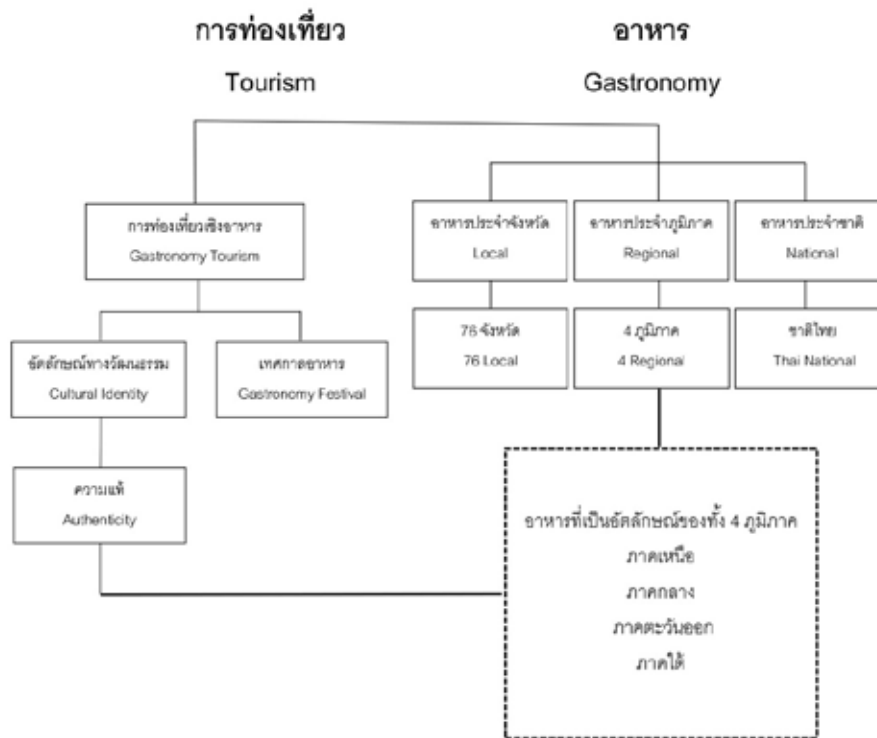 การท่องเที่ยว
Tourism
อาหาร
Gastronomy
การท่องเที่ยวเชิงอาหาร
Gastronomy Tourism
อาหารประจำจังหวัด
Local
อาหารประจำภูมิภาค
Regional
อาหารประจำชาติ
National
76 จังหวัด
76 Local
4 ภูมิภาค
4 Regional
ชาติไทย
Thai National
อัตลักษณ์ทางวัฒนธรรม
Cultural Identity
เทศกาลอาหาร
Gastronomy Festival
ความแท้
Authenticity
อาหารที่เป็นอัตลักษณ์ของทั้ง 4 ภูมิภาค
ภาคเหนือ
ภาคกลาง
ภาคตะวันออก
ภาคใต้